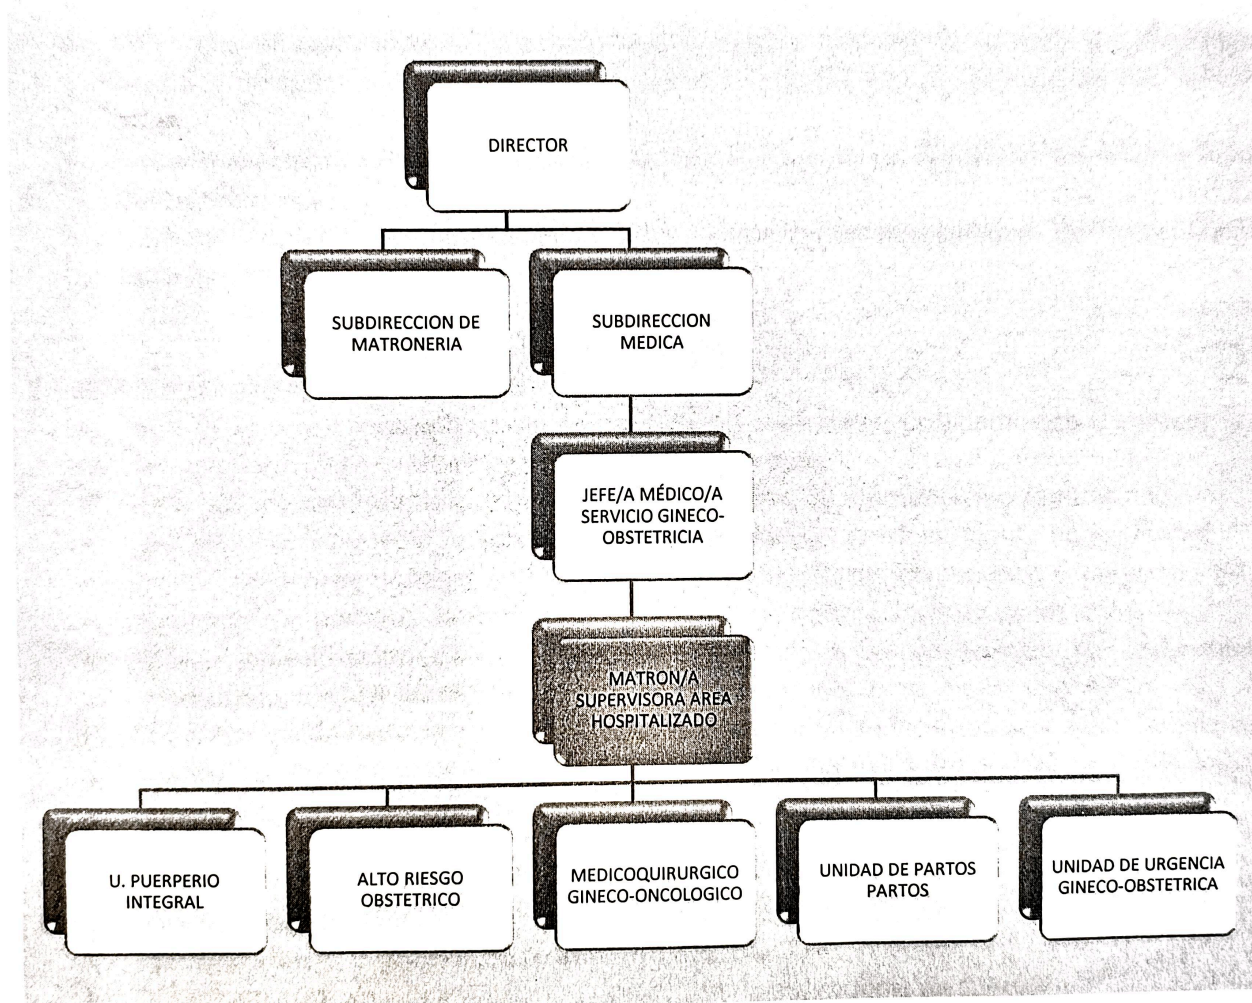 DIRECTOR
SUBDIRECCION DE
MATRONERIA
SUBDIRECCION
MEDICA
JEFE/A MÉDICO/A
SERVICIO GINECO-
OBSTETRICIA
MATRON/A
SUPERVISORA AREA
HOSPITALIZADO
U. PUERPERIO
INTEGRAL
ALTO RIESGO
OBSTETRICO
MEDICOQUIRURGICO
GINECO-ONCOLOGICO
UNIDAD DE PARTOS
PARTOS
UNIDAD DE URGENCIA
GINECO-OBSTETRICA